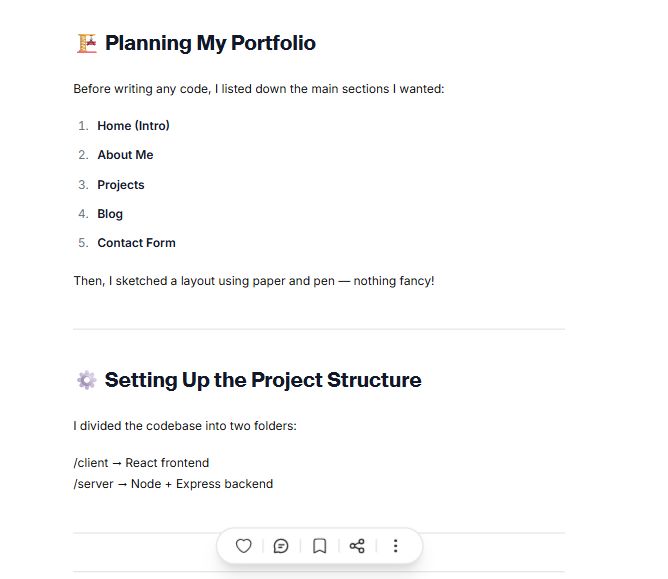 🏗️ Planning My Portfolio
Before writing any code, I listed down the main sections I wanted:
1. Home (Intro)
2. About Me
3. Projects
4. Blog
5. Contact Form
Then, I sketched a layout using paper and pen — nothing fancy!
⚙️ Setting Up the Project Structure
I divided the codebase into two folders:
/client → React frontend
/server → Node + Express backend